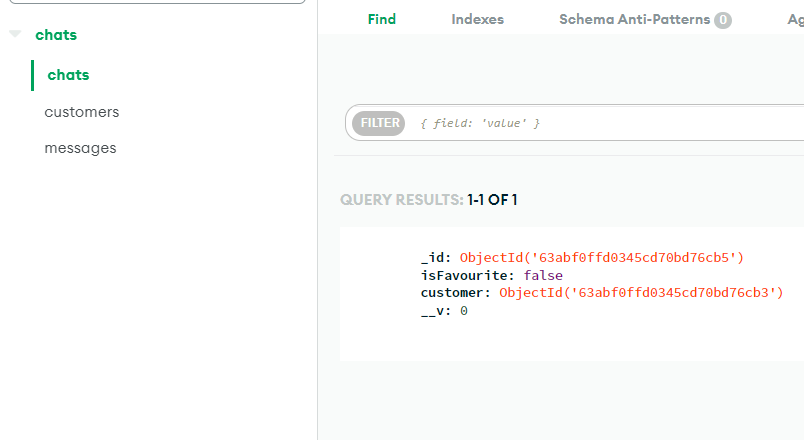 Find Indexes Schema Anti-Patterns 0
chats
chats
customers
messages
FILTER { field: 'value' }
QUERY RESULTS: 1-1 OF 1
_id: ObjectId('63abf0ffd0345cd70bd76cb5')
isFavourite: false
customer: ObjectId('63abf0ffd0345cd70bd76cb3')
__v: 0